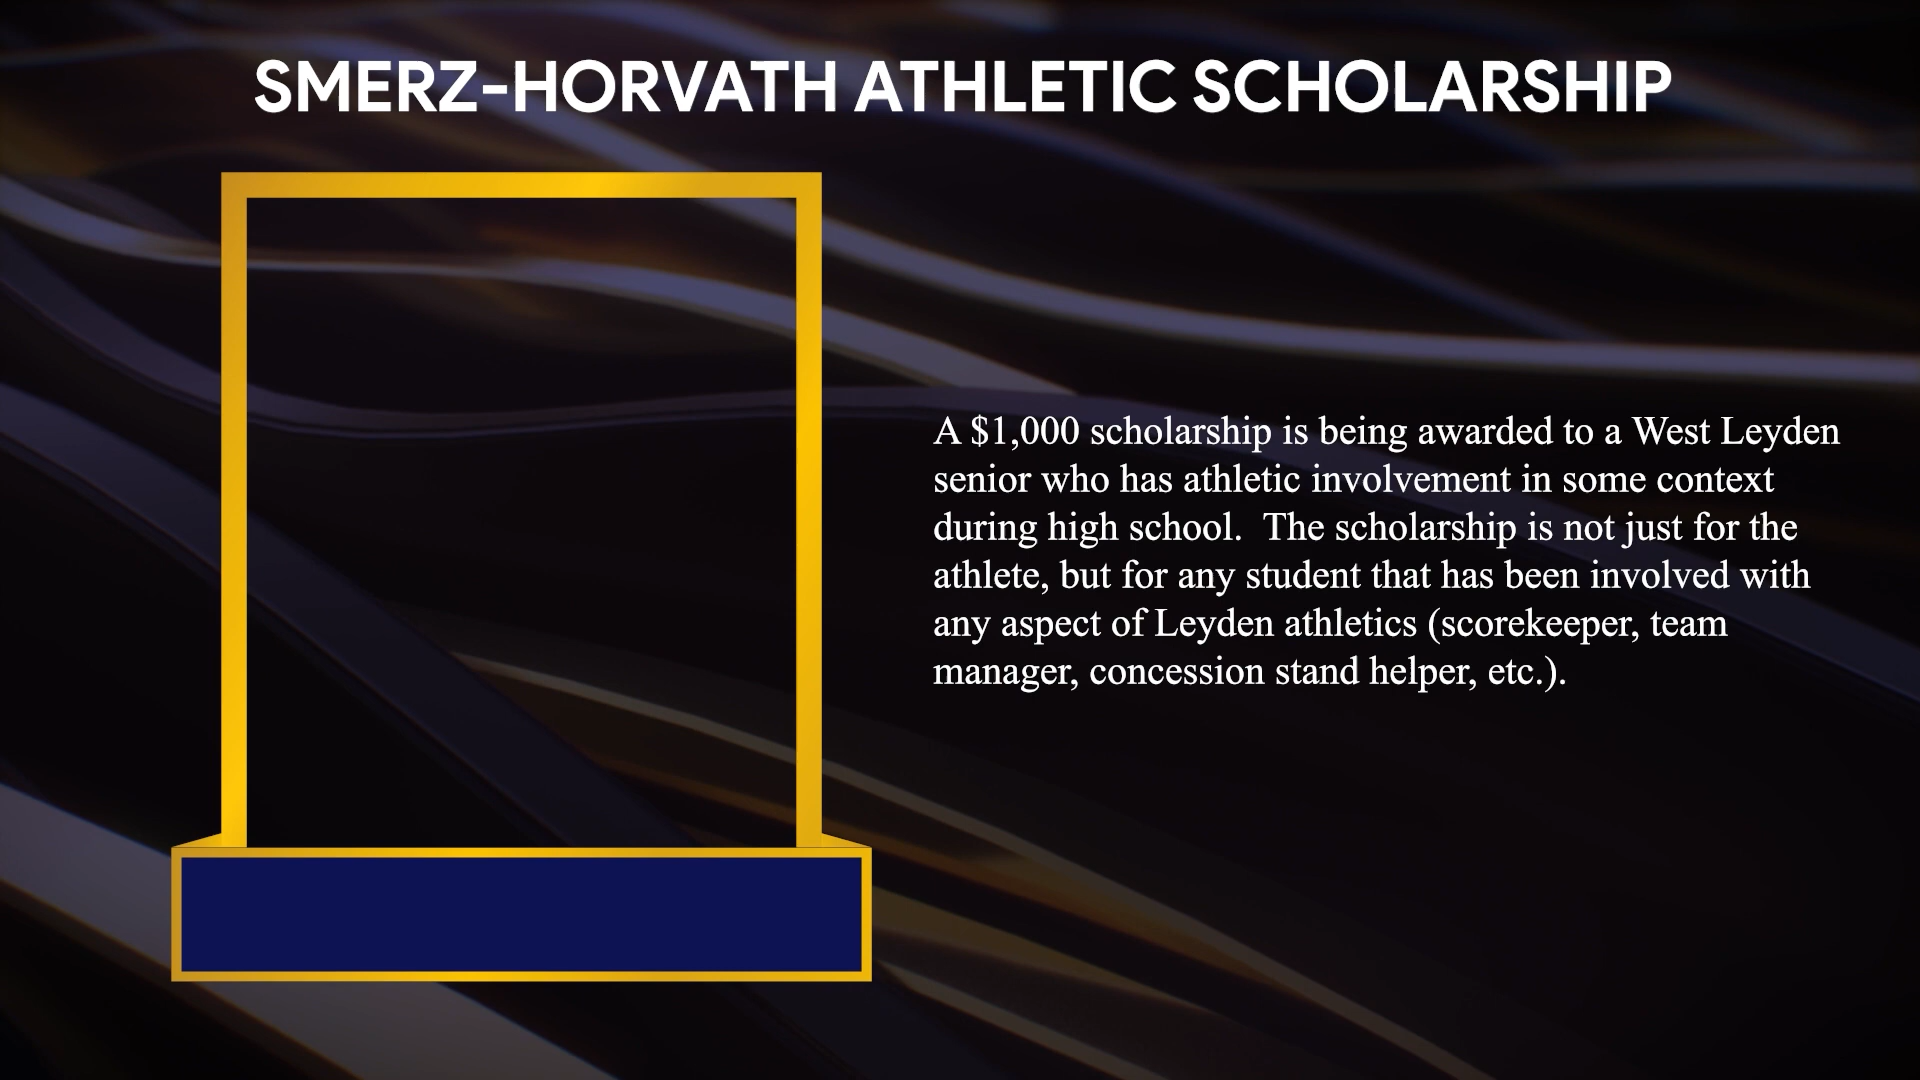 SMERZ-HORVATH ATHLETIC SCHOLARSHIP
A $1,000 scholarship is being awarded to a West Leyden
senior who has athletic involvement in some context
during high school.  The scholarship is not just for the
athlete, but for any student that has been involved with
any aspect of Leyden athletics (scorekeeper, team
manager, concession stand helper, etc.).